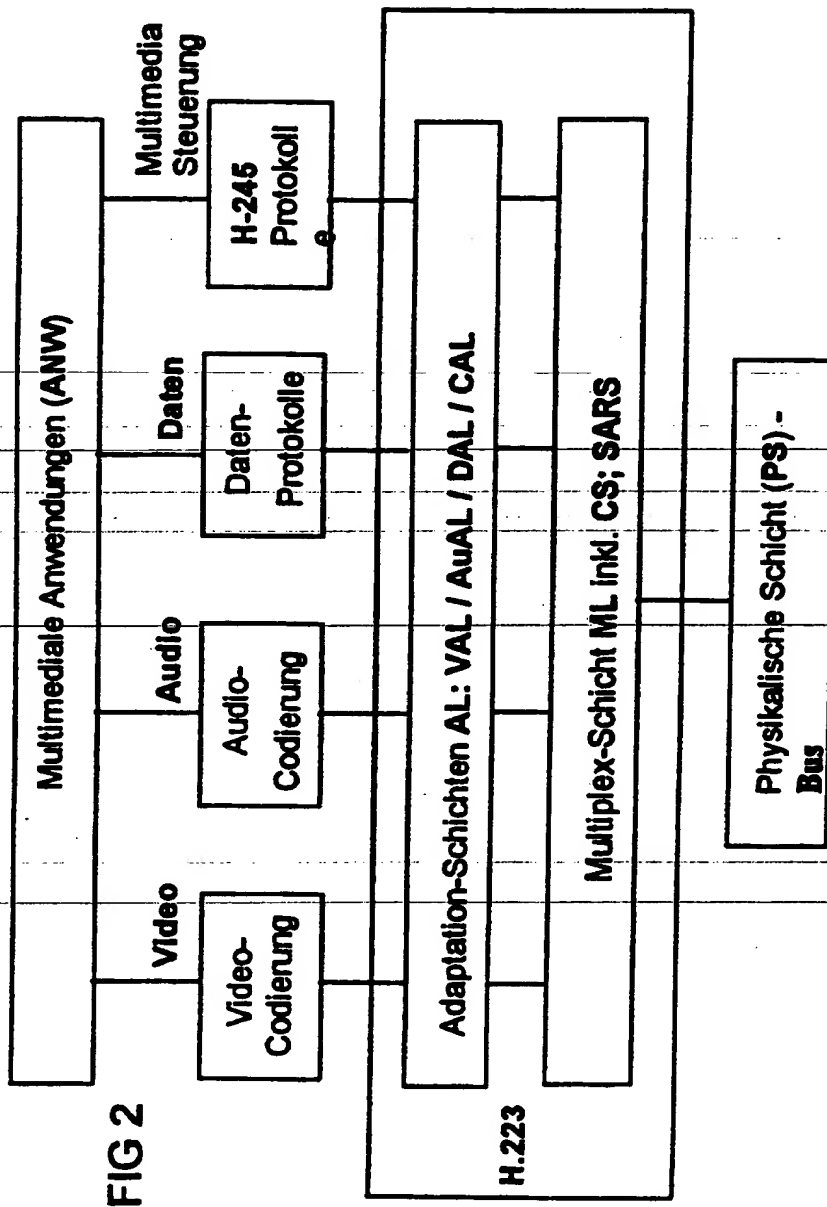 FIG 2
Multimediale Anwendungen (ANW)
Video
Audio
Daten
Multimedia
Steuerung
Video-
Codierung
Audio-
Codierung
Daten-
Protokolle
H-245
Protokoll
e
H.223
Adaptation-Schichten AL: VAL / AuAL / DAL / CAL
Multiplex-Schicht ML inkl. CS; SARS
Physikalische Schicht (PS) -
Bus